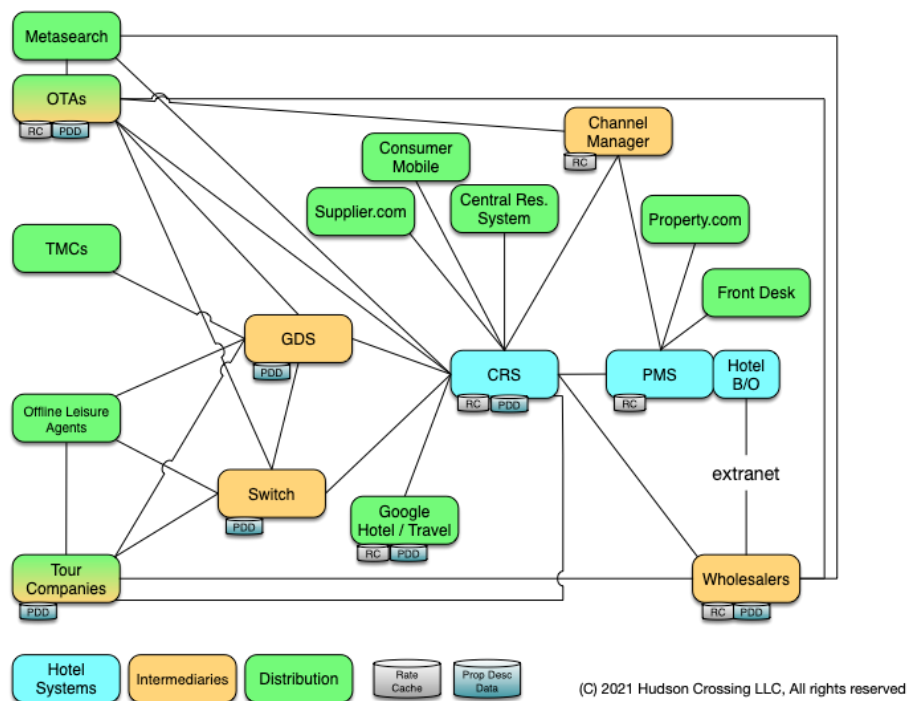 Metasearch
OTAs
RC
PDD
Channel
Manager
RC
Consumer
Mobile
Supplier.com
Central Res.
System
Property.com
TMCs
Front Desk
GDS
PDD
CRS
RC
PDD
PMS
RC
Hotel
B/O
Offline Leisure
Agents
extranet
Switch
PDD
Google
Hotel / Travel
RC
PDD
Tour
Companies
PDD
Wholesalers
RC
PDD
Hotel
Systems
Intermediaries
Distribution
Rate
Cache
Prop Desc
Data
(C) 2021 Hudson Crossing LLC, All rights reserved